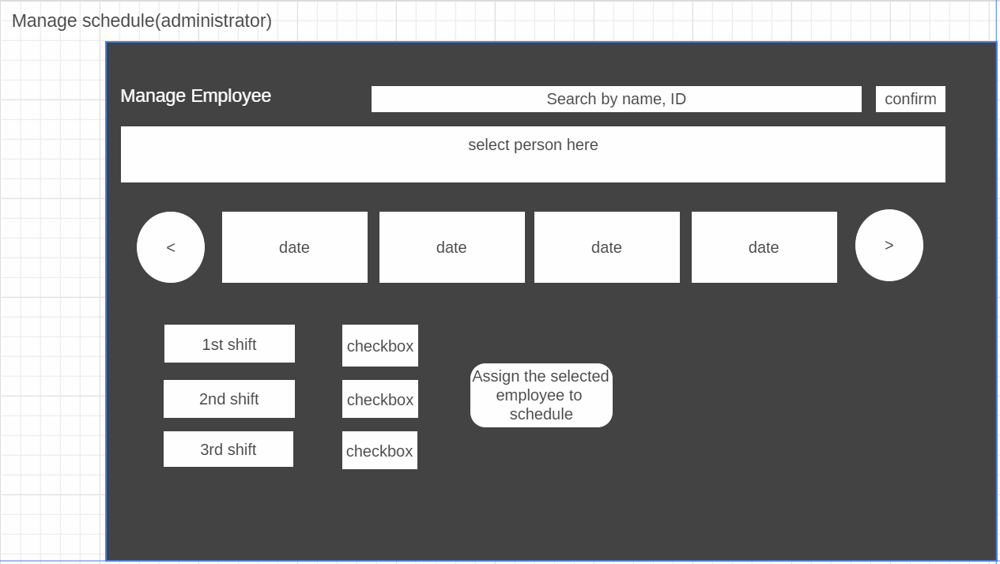 Manage schedule(administrator)
Manage Employee
Search by name, ID
confirm
select person here
<
date
date
date
date
>
1st shift
checkbox
2nd shift
checkbox
3rd shift
checkbox
Assign the selected
employee to
schedule